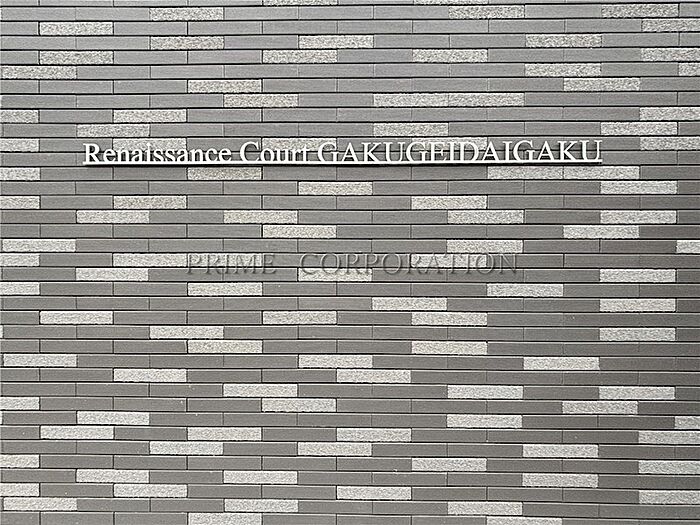 Renaissance Court GAKUGEIDAIGAKU
PRIME CORPORATION